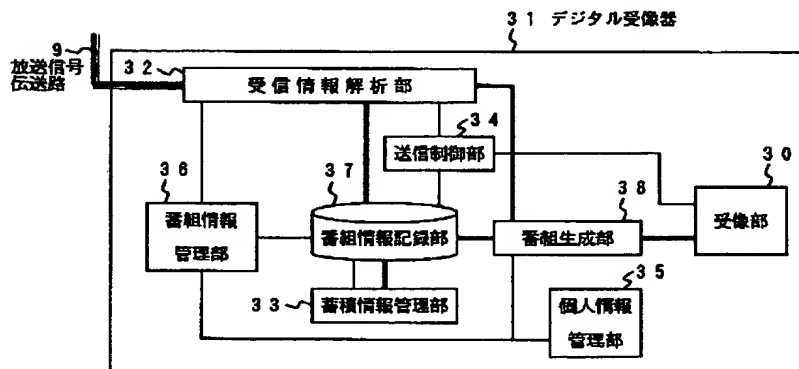 31 デジタル受像器
9
放送信号
伝送路
32
受信情報解析部
34
送信制御部
36
番組情報
管理部
37
番組情報記録部
38
番組生成部
30
受像部
33
蓄積情報管理部
35
個人情報
管理部